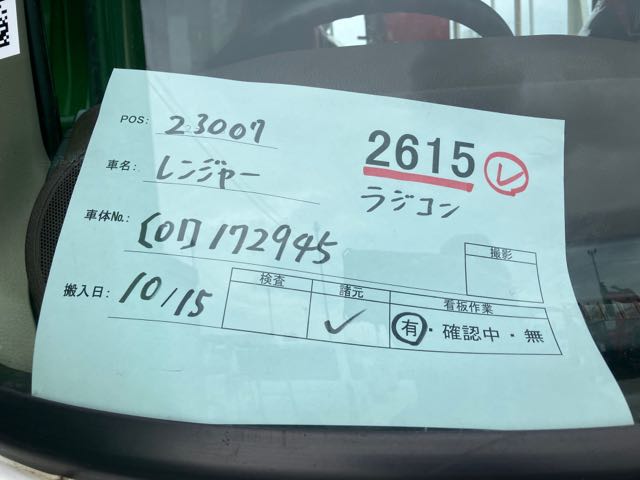 POS: 23007
2615 レ
車名: レンジャー
ラジコン
車体No.: [01]172945
撮影
搬入日: 10/15
検査 諸元 看板作業
✓ 有・確認中・無